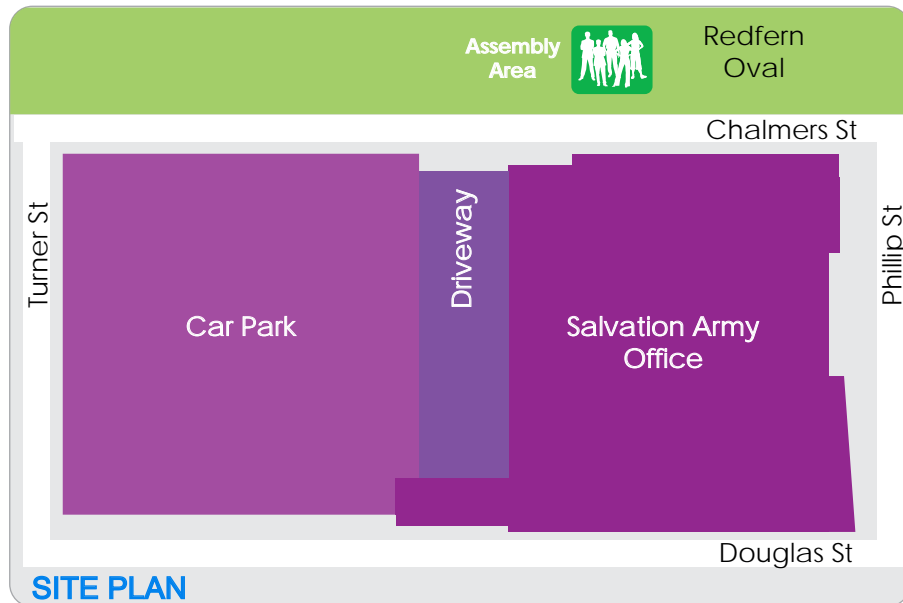 Assembly
Area
Redfern
Oval
Chalmers St
Turner St
Car Park
Driveway
Salvation Army
Office
Phillip St
Douglas St
SITE PLAN